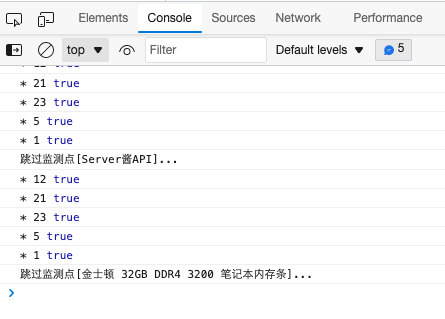 Elements Console Sources Network Performance
top Filter Default levels 5
* 21 true
* 23 true
* 5 true
* 1 true
跳过监测点[Server酱API]...
* 12 true
* 21 true
* 23 true
* 5 true
* 1 true
跳过监测点[金士顿 32GB DDR4 3200 笔记本内存条]...